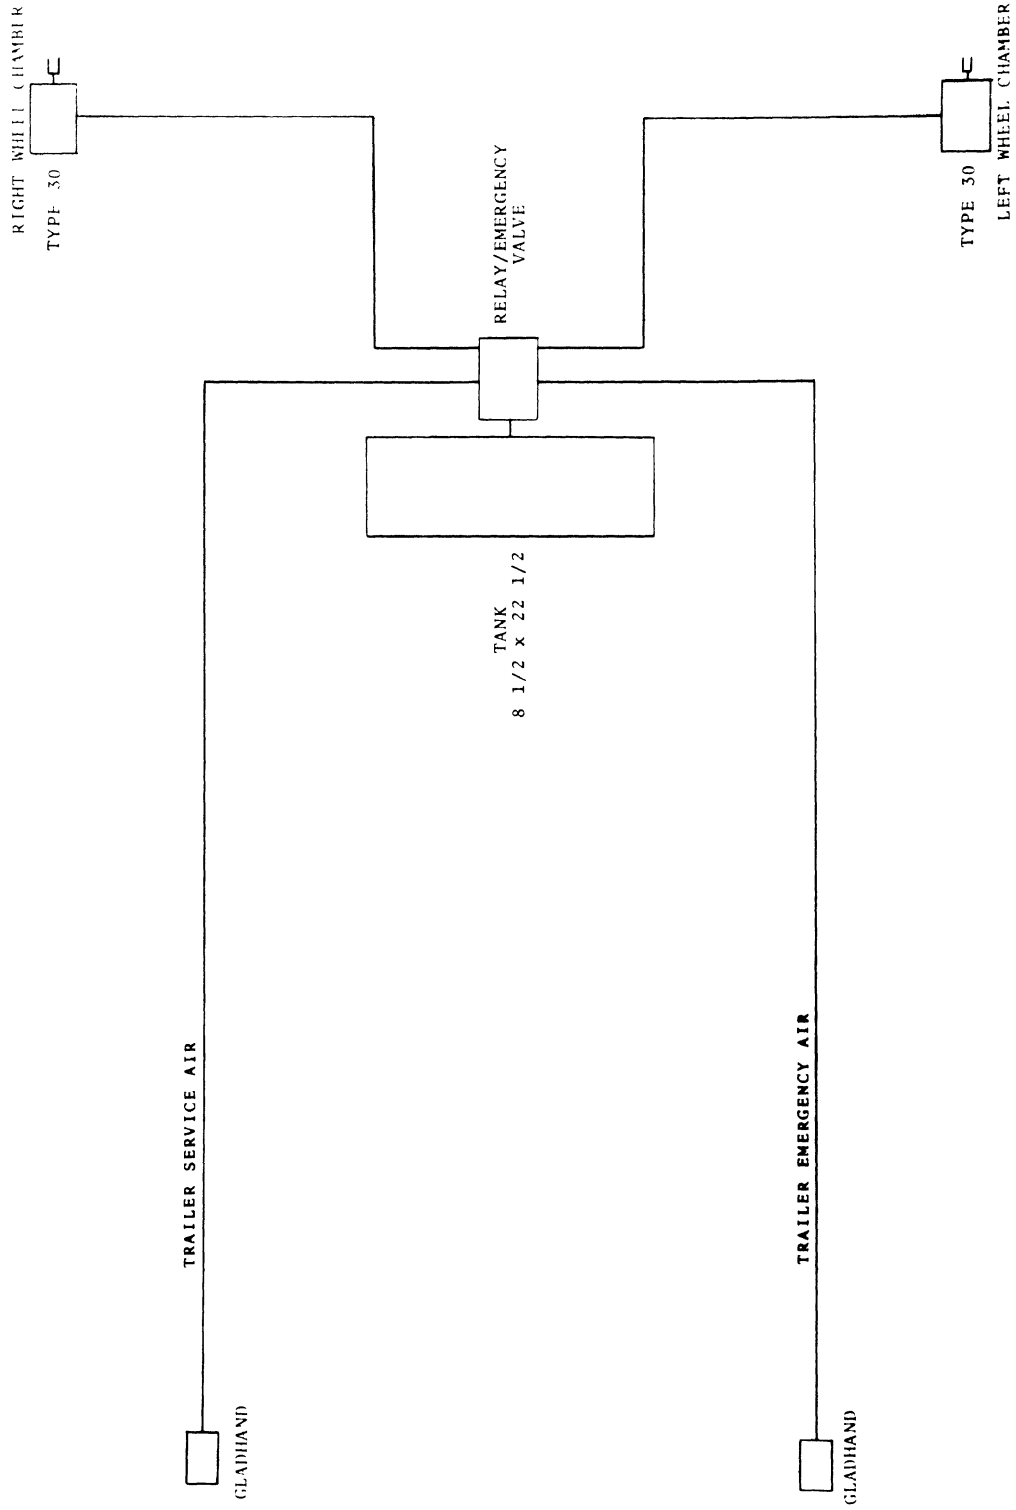 RIGHT WHEEL CHAMBER
TYPE 30
RELAY/EMERGENCY
VALVE
TYPE 30
LEFT WHEEL CHAMBER
TANK
8 1/2 x 22 1/2
TRAILER SERVICE AIR
TRAILER EMERGENCY AIR
GLADHAND
GLADHAND